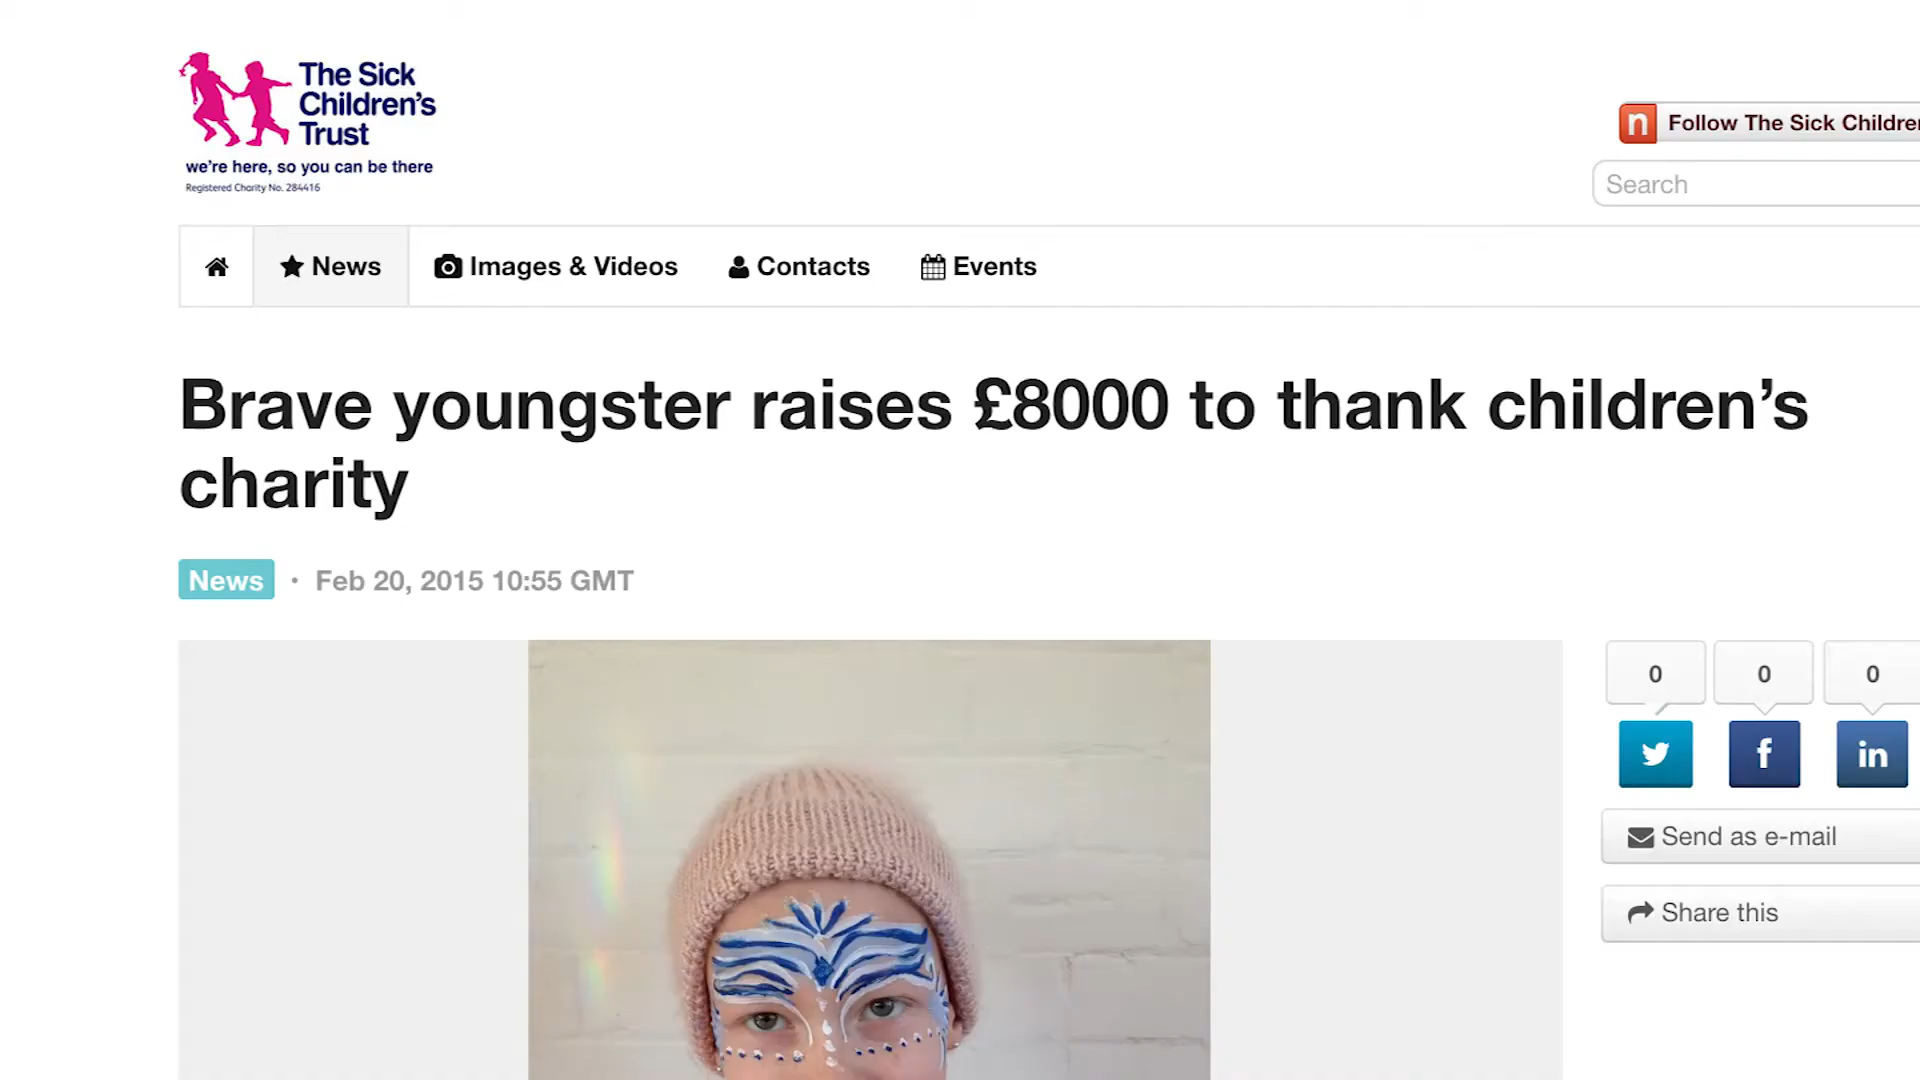 The Sick
Children's
Trust
we're here, so you can be there
Registered Charity No. 284416
n Follow The Sick Childre
Search
News
Images & Videos
Contacts
Events
Brave youngster raises £8000 to thank children’s
charity
News • Feb 20, 2015 10:55 GMT
0 0 0
f in
Send as e-mail
Share this